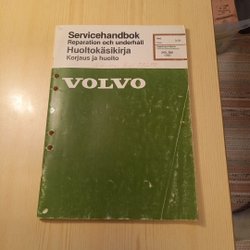 Servicehandbok
Reparation och underhåll
Huoltokäsikirja
Korjaus ja huolto
VOLVO